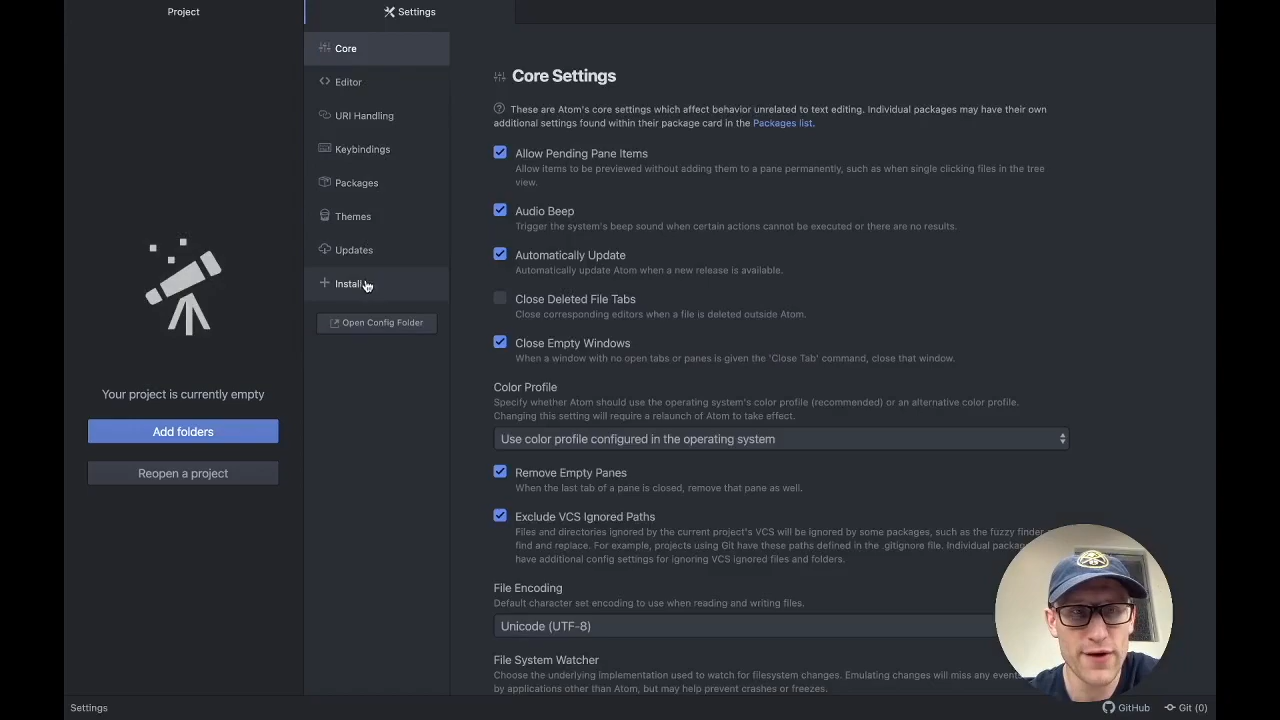 Project
Settings
Core
Editor
URI Handling
Keybindings
Packages
Themes
Updates
Install
Open Config Folder
Your project is currently empty
Add folders
Reopen a project
Core Settings
These are Atom's core settings which affect behavior unrelated to text editing. Individual packages may have their own
additional settings found within their package card in the Packages list.
Allow Pending Pane Items
Allow items to be previewed without adding them to a pane permanently, such as when single clicking files in the tree
view.
Audio Beep
Trigger the system's beep sound when certain actions cannot be executed or there are no results.
Automatically Update
Automatically update Atom when a new release is available.
Close Deleted File Tabs
Close corresponding editors when a file is deleted outside Atom.
Close Empty Windows
When a window with no open tabs or panes is given the 'Close Tab' command, close that window.
Color Profile
Specify whether Atom should use the operating system's color profile (recommended) or an alternative color profile.
Changing this setting will require a relaunch of Atom to take effect.
Use color profile configured in the operating system
Remove Empty Panes
When the last tab of a pane is closed, remove that pane as well.
Exclude VCS Ignored Paths
Files and directories ignored by the current project's VCS will be ignored by some packages, such as the fuzzy finder
find and replace. For example, projects using Git have these paths defined in the .gitignore file. Individual
have additional config settings for ignoring VCS ignored files and folders.
File Encoding
Default character set encoding to use when reading and writing files.
Unicode (UTF-8)
File System Watcher
Choose the underlying implementation used to watch for filesystem changes. Emulating changes will miss any
by applications other than Atom, but may help prevent crashes or freezes.
Settings
GitHub
Git (0)